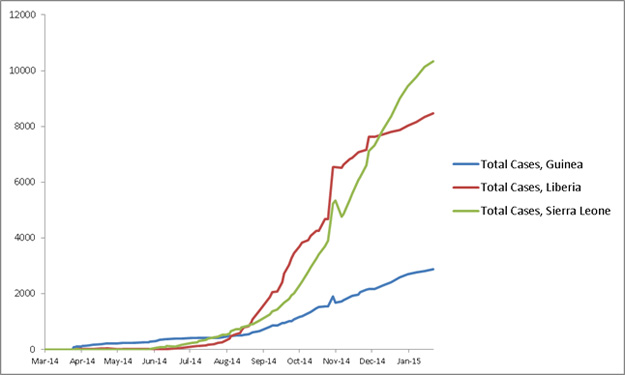 12000
10000
8000
6000
4000
2000
0
Mar-14 Apr-14 May-14 Jun-14 Jul-14 Aug-14 Sep-14 Oct-14 Nov-14 Dec-14 Jan-15
Total Cases, Guinea
Total Cases, Liberia
Total Cases, Sierra Leone